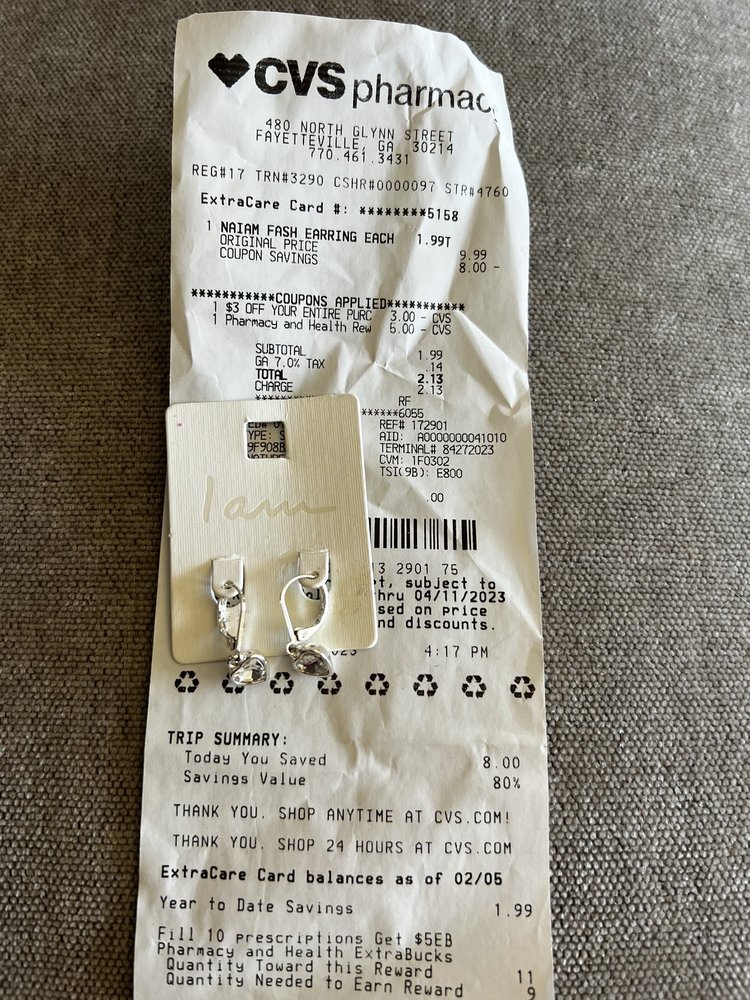 CVS pharmac
480 NORTH GLYNN STREET
FAYETTEVILLE, GA 30214
770.461.3431
REG#17 TRN#3290 CSHR#0000097 STR#4760
ExtraCare Card #: ********5158
1 NAIAM FASH EARRING EACH 1.99T
ORIGINAL PRICE 9.99
COUPON SAVINGS 8.00 -
***********COUPONS APPLIED***********
1 $3 OFF YOUR ENTIRE PURC 3.00 - CVS
1 Pharmacy and Health Rew 5.00 - CVS
SUBTOTAL 1.99
GA 7.0% TAX .14
TOTAL 2.13
CHARGE 2.13
RF
******6055
REF# 172901
YPE: S AID: A0000000041010
9F908B TERMINAL# 84272023
CVM: 1F0302
TSI(9B): E800
.00
I am
13 2901 75
t, subject to
thru 04/11/2023
sed on price
nd discounts.
023 4:17 PM
TRIP SUMMARY:
Today You Saved 8.00
Savings Value 80%
THANK YOU. SHOP ANYTIME AT CVS.COM!
THANK YOU. SHOP 24 HOURS AT CVS.COM
ExtraCare Card balances as of 02/05
Year to Date Savings 1.99
Fill 10 prescriptions Get $5EB
Pharmacy and Health ExtraBucks
Quantity Toward this Reward 11
Quantity Needed to Earn Reward 9